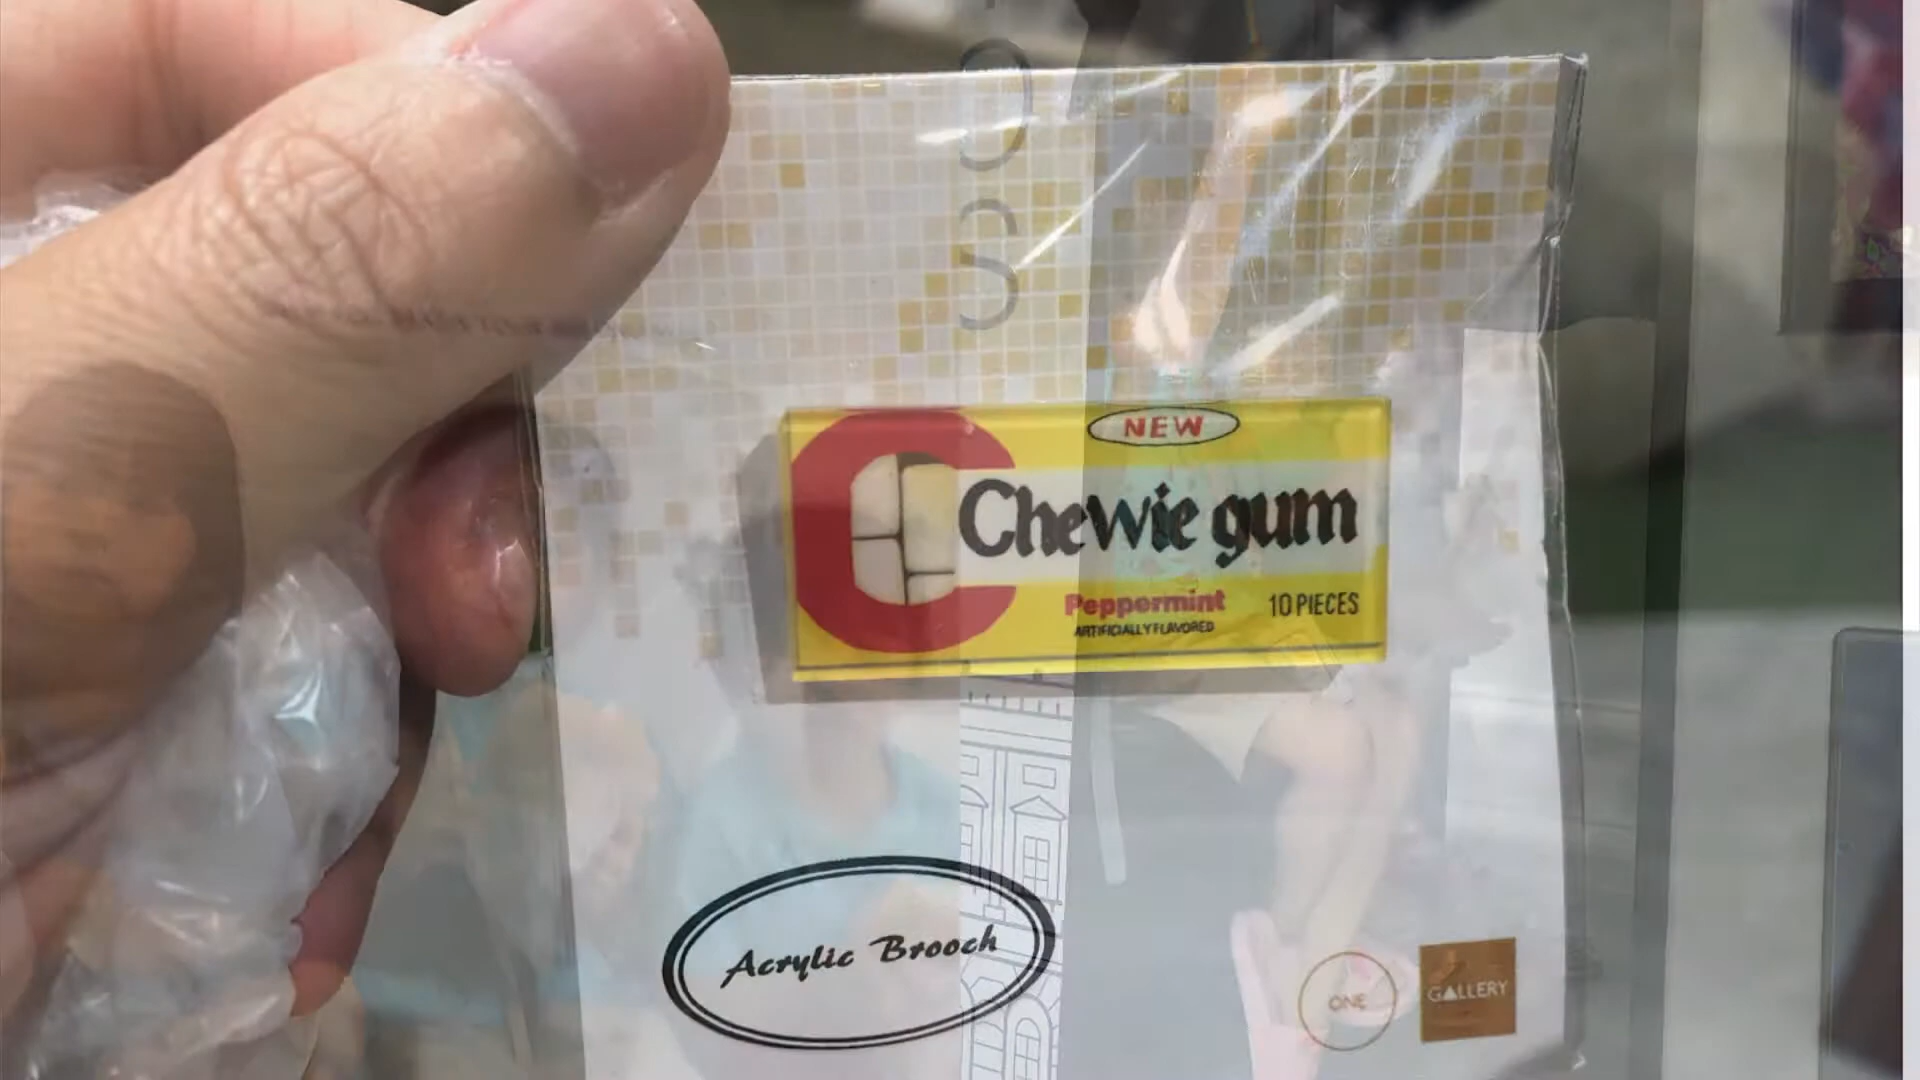 NEW
Chewie gum
Peppermint
10 PIECES
ARTIFICIALLY FLAVORED
Acrylic Brooch
ONE
GALLERY